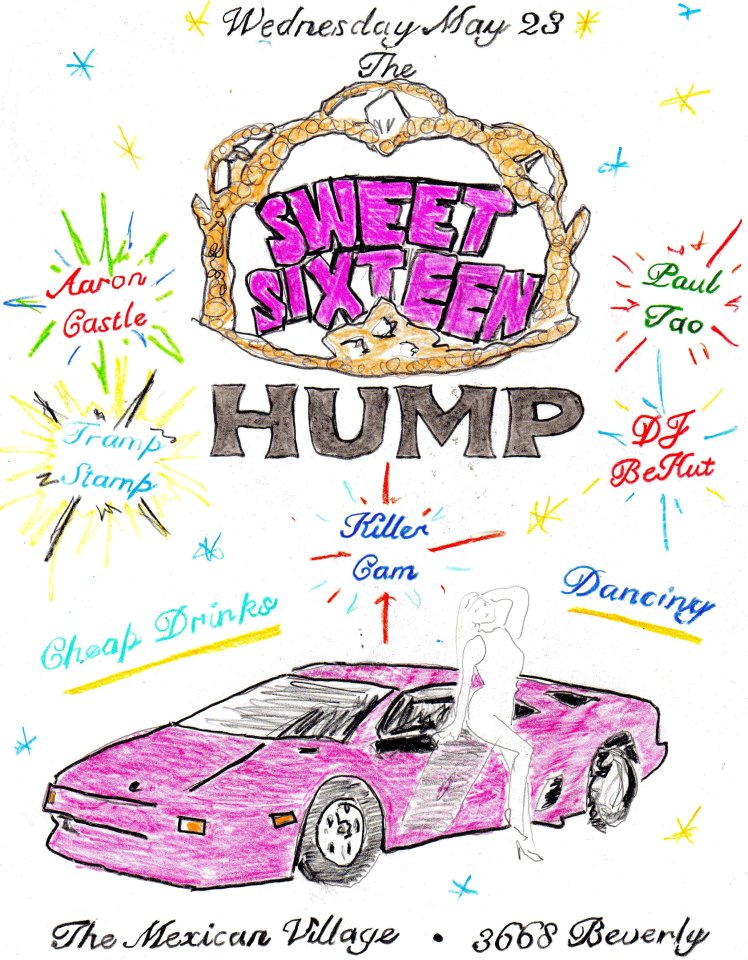 Wednesday May 23
The
SWEET
SIXTEEN
HUMP
Aaron
Castle
Paul
Tao
Tramp
Stamp
DJ
BeHut
Killer
Cam
Cheap Drinks
Dancing
The Mexican Village • 3668 Beverly